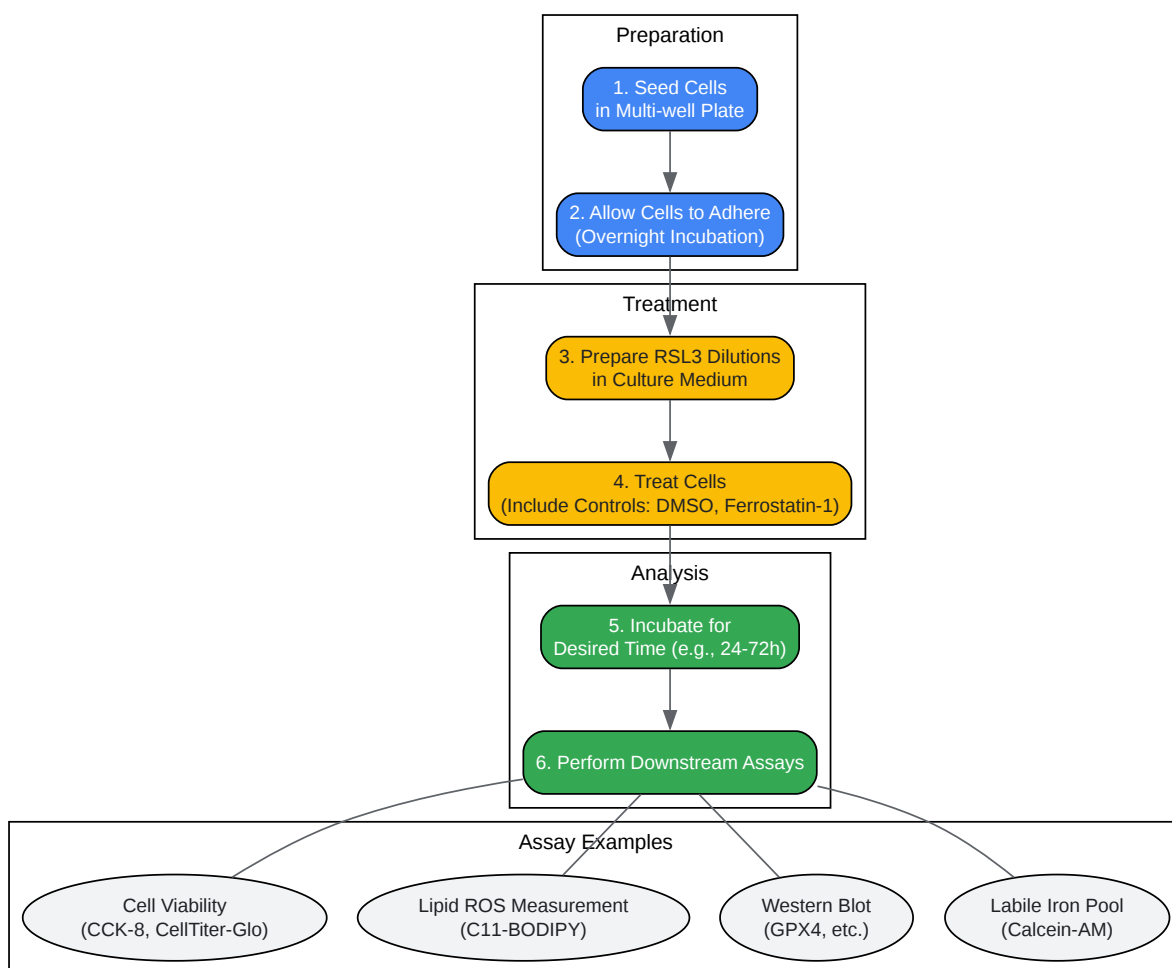 Preparation
1. Seed Cells
in Multi-well Plate
2. Allow Cells to Adhere
(Overnight Incubation)
Treatment
3. Prepare RSL3 Dilutions
in Culture Medium
4. Treat Cells
(Include Controls: DMSO, Ferrostatin-1)
Analysis
5. Incubate for
Desired Time (e.g., 24-72h)
6. Perform Downstream Assays
Assay Examples
Cell Viability
(CCK-8, CellTiter-Glo)
Lipid ROS Measurement
(C11-BODIPY)
Western Blot
(GPX4, etc.)
Labile Iron Pool
(Calcein-AM)